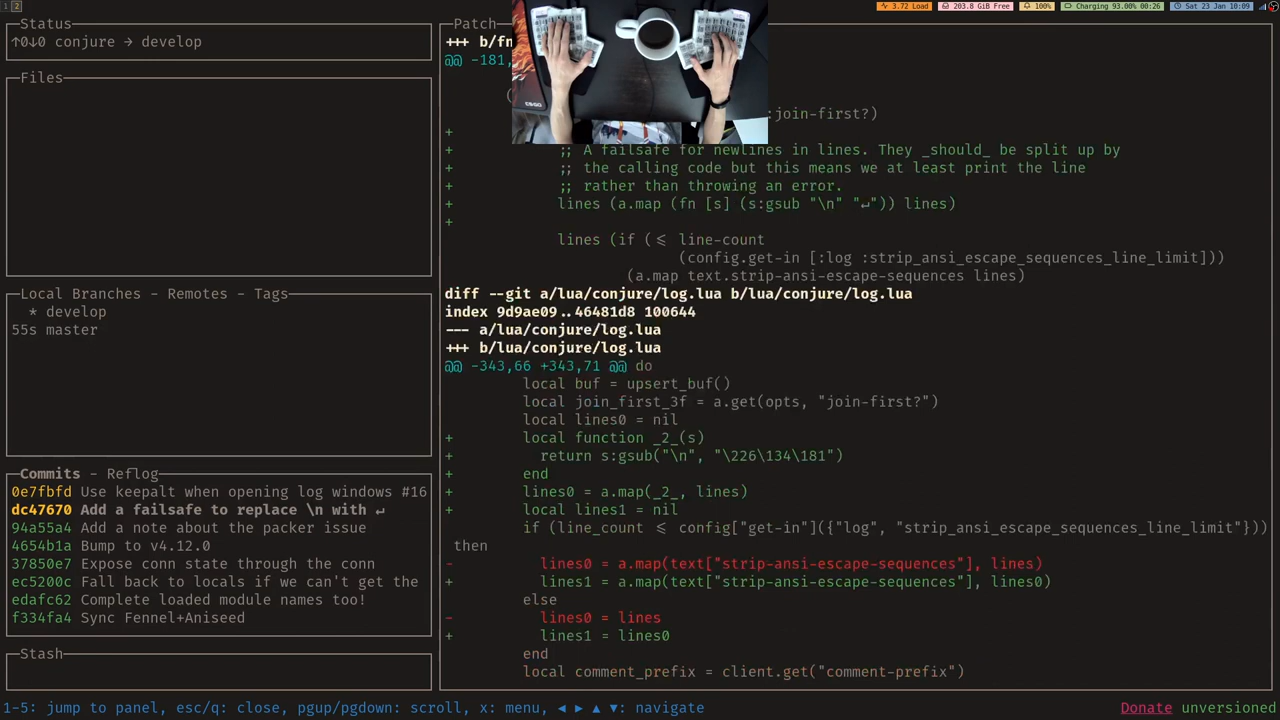 1 2
3.72 Load
203.8 GiB Free
100%
Charging 93.00% 00:26
Sat 23 Jan 10:09
Status
↑0↓0 conjure → develop
Files
Local Branches - Remotes - Tags
* develop
55s master
Commits - Reflog
0e7fbfd Use keepalt when opening log windows #16
dc47670 Add a failsafe to replace \n with ↵
94a55a4 Add a note about the packer issue
4654b1a Bump to v4.12.0
37850e7 Expose conn state through the conn
ec5200c Fall back to locals if we can't get the
edafc62 Complete loaded module names too!
f334fa4 Sync Fennel+Aniseed
Stash
Patch
+++ b/fn
@@ -181,
(
:join-first?)
+
+ ;; A failsafe for newlines in lines. They _should_ be split up by
+ ;; the calling code but this means we at least print the line
+ ;; rather than throwing an error.
+ lines (a.map (fn [s] (s:gsub "\n" "↵")) lines)
+
lines (if (<= line-count
(config.get-in [:log :strip_ansi_escape_sequences_line_limit]))
(a.map text.strip-ansi-escape-sequences lines)
diff --git a/lua/conjure/log.lua b/lua/conjure/log.lua
index 9d9ae09..46481d8 100644
--- a/lua/conjure/log.lua
+++ b/lua/conjure/log.lua
@@ -343,66 +343,71 @@ do
local buf = upsert_buf()
local join_first_3f = a.get(opts, "join-first?")
local lines0 = nil
+ local function _2_(s)
+ return s:gsub("\n", "\226\134\181")
+ end
+ lines0 = a.map(_2_, lines)
+ local lines1 = nil
if (line_count <= config["get-in"]({"log", "strip_ansi_escape_sequences_line_limit"}))
then
- lines0 = a.map(text["strip-ansi-escape-sequences"], lines)
+ lines1 = a.map(text["strip-ansi-escape-sequences"], lines0)
else
- lines0 = lines
+ lines1 = lines0
end
local comment_prefix = client.get("comment-prefix")
1-5: jump to panel, esc/q: close, pgup/pgdown: scroll, x: menu, ◄ ► ▲ ▼: navigate
Donate unversioned